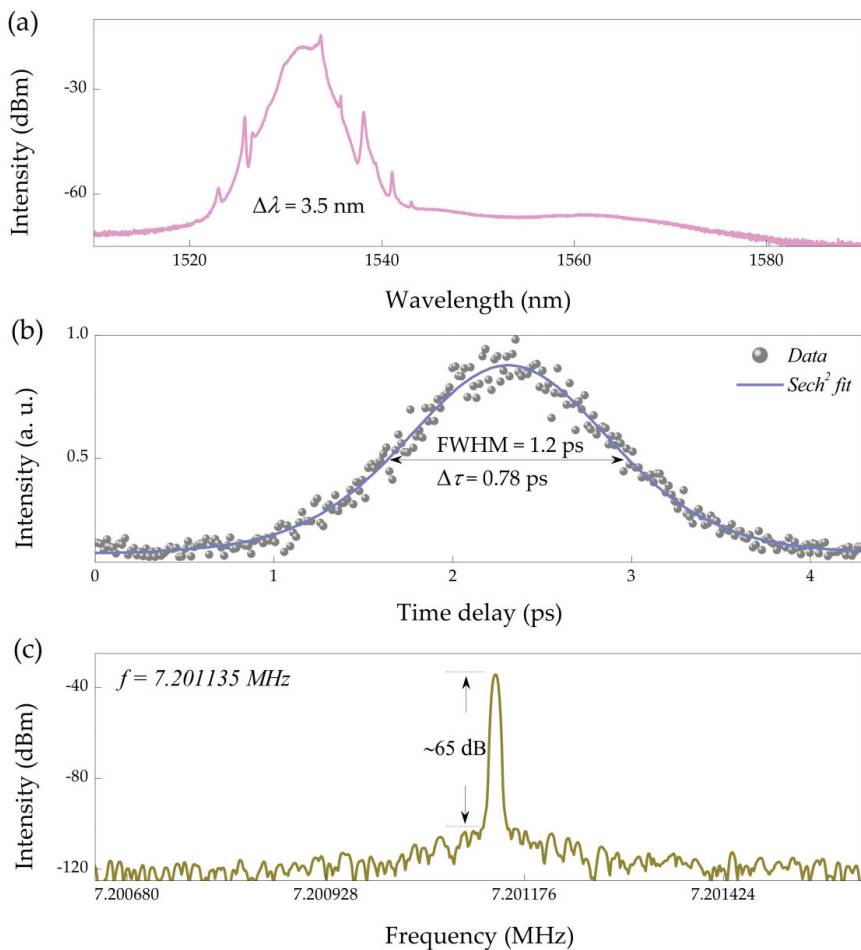 (a)
-30
-60
Intensity (dBm)
Δλ = 3.5 nm
1520
1540
1560
1580
Wavelength (nm)
(b)
1.0
0.5
Intensity (a. u.)
Data
Sech² fit
FWHM = 1.2 ps
Δτ = 0.78 ps
0
1
2
3
4
Time delay (ps)
(c)
f = 7.201135 MHz
-40
-80
-120
Intensity (dBm)
~65 dB
7.200680
7.200928
7.201176
7.201424
Frequency (MHz)